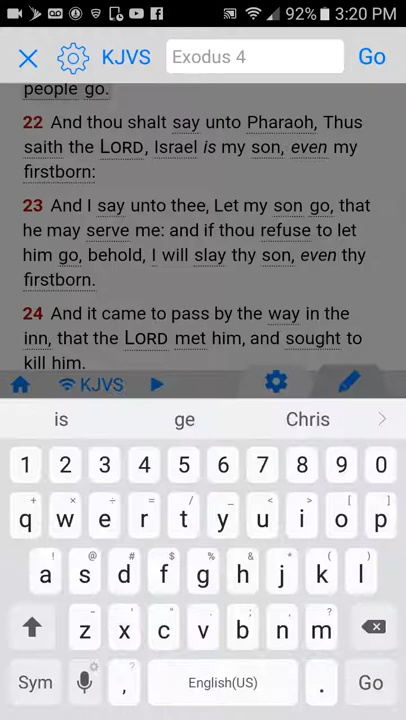 92% 3:20 PM
KJVS Exodus 4 Go
people go.
22 And thou shalt say unto Pharaoh, Thus
saith the LORD, Israel is my son, even my
firstborn:
23 And I say unto thee, Let my son go, that
he may serve me: and if thou refuse to let
him go, behold, I will slay thy son, even thy
firstborn.
24 And it came to pass by the way in the
inn, that the LORD met him, and sought to
kill him.
KJVS
is ge Chris
1 2 3 4 5 6 7 8 9 0
+ × ÷ = / _ < > [ ]
q w e r t y u i o p
! @ # $ % & * ( )
a s d f g h j k l
- ' " : ; , ?
z x c v b n m
Sym , ? English(US) . Go